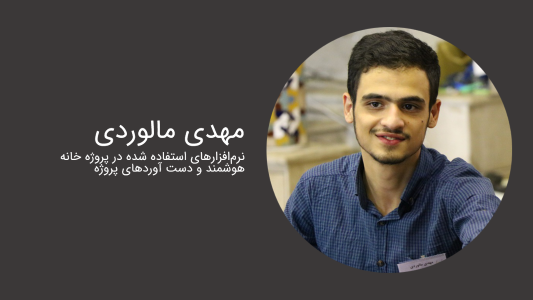 مهدی مالوردی
نرم‌افزارهای استفاده شده در پروژه خانه
هوشمند و دست آوردهای پروژه